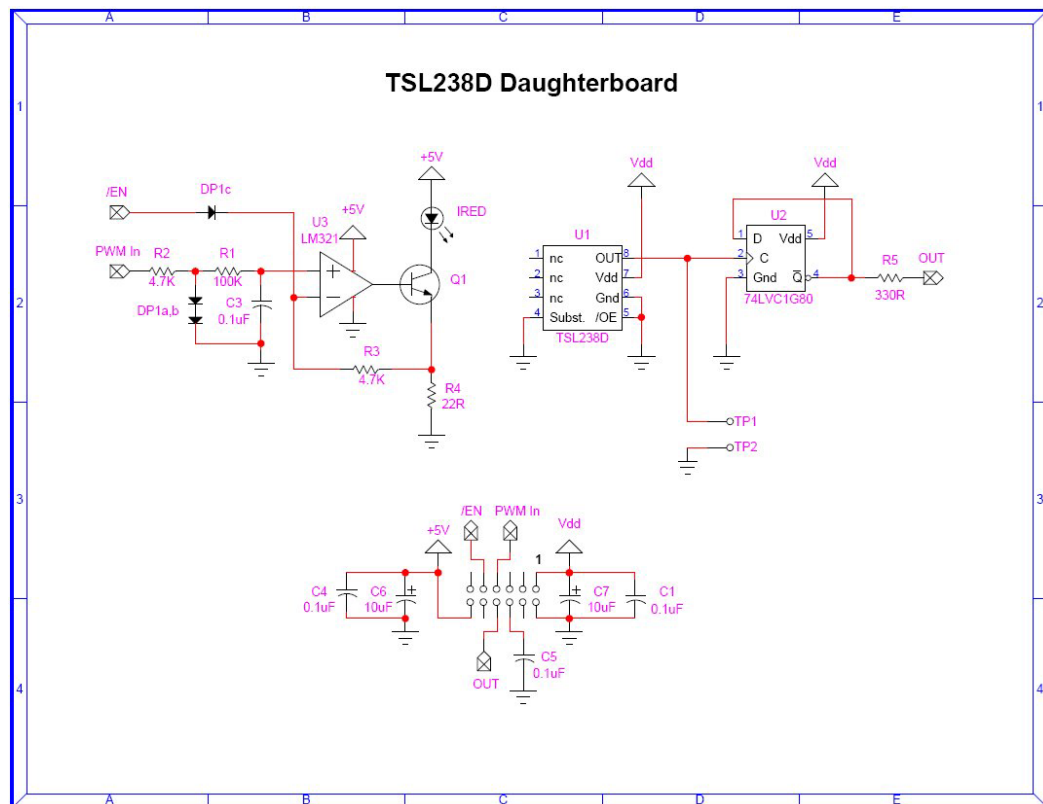 A B C D E
TSL238D Daughterboard
1 1
+5V
Vdd
Vdd
/EN
DP1c
IRED
U3
LM321
+5V
U2
PWM In
R2
4.7K
R1
100K
U1
1 D Vdd 5
2 C
3 Gnd Q 4
74LVC1G80
R5
330R
OUT
1 nc OUT 8
2 nc Vdd 7
3 nc Gnd 6
4 Subst. /OE 5
TSL238D
Q1
DP1a,b
C3
0.1uF
2 2
R3
4.7K
R4
22R
TP1
TP2
3 3
+5V
/EN
PWM In
Vdd
1
C4
0.1uF
C6
10uF
C7
10uF
C1
0.1uF
OUT
C5
0.1uF
4 4
A B C D E